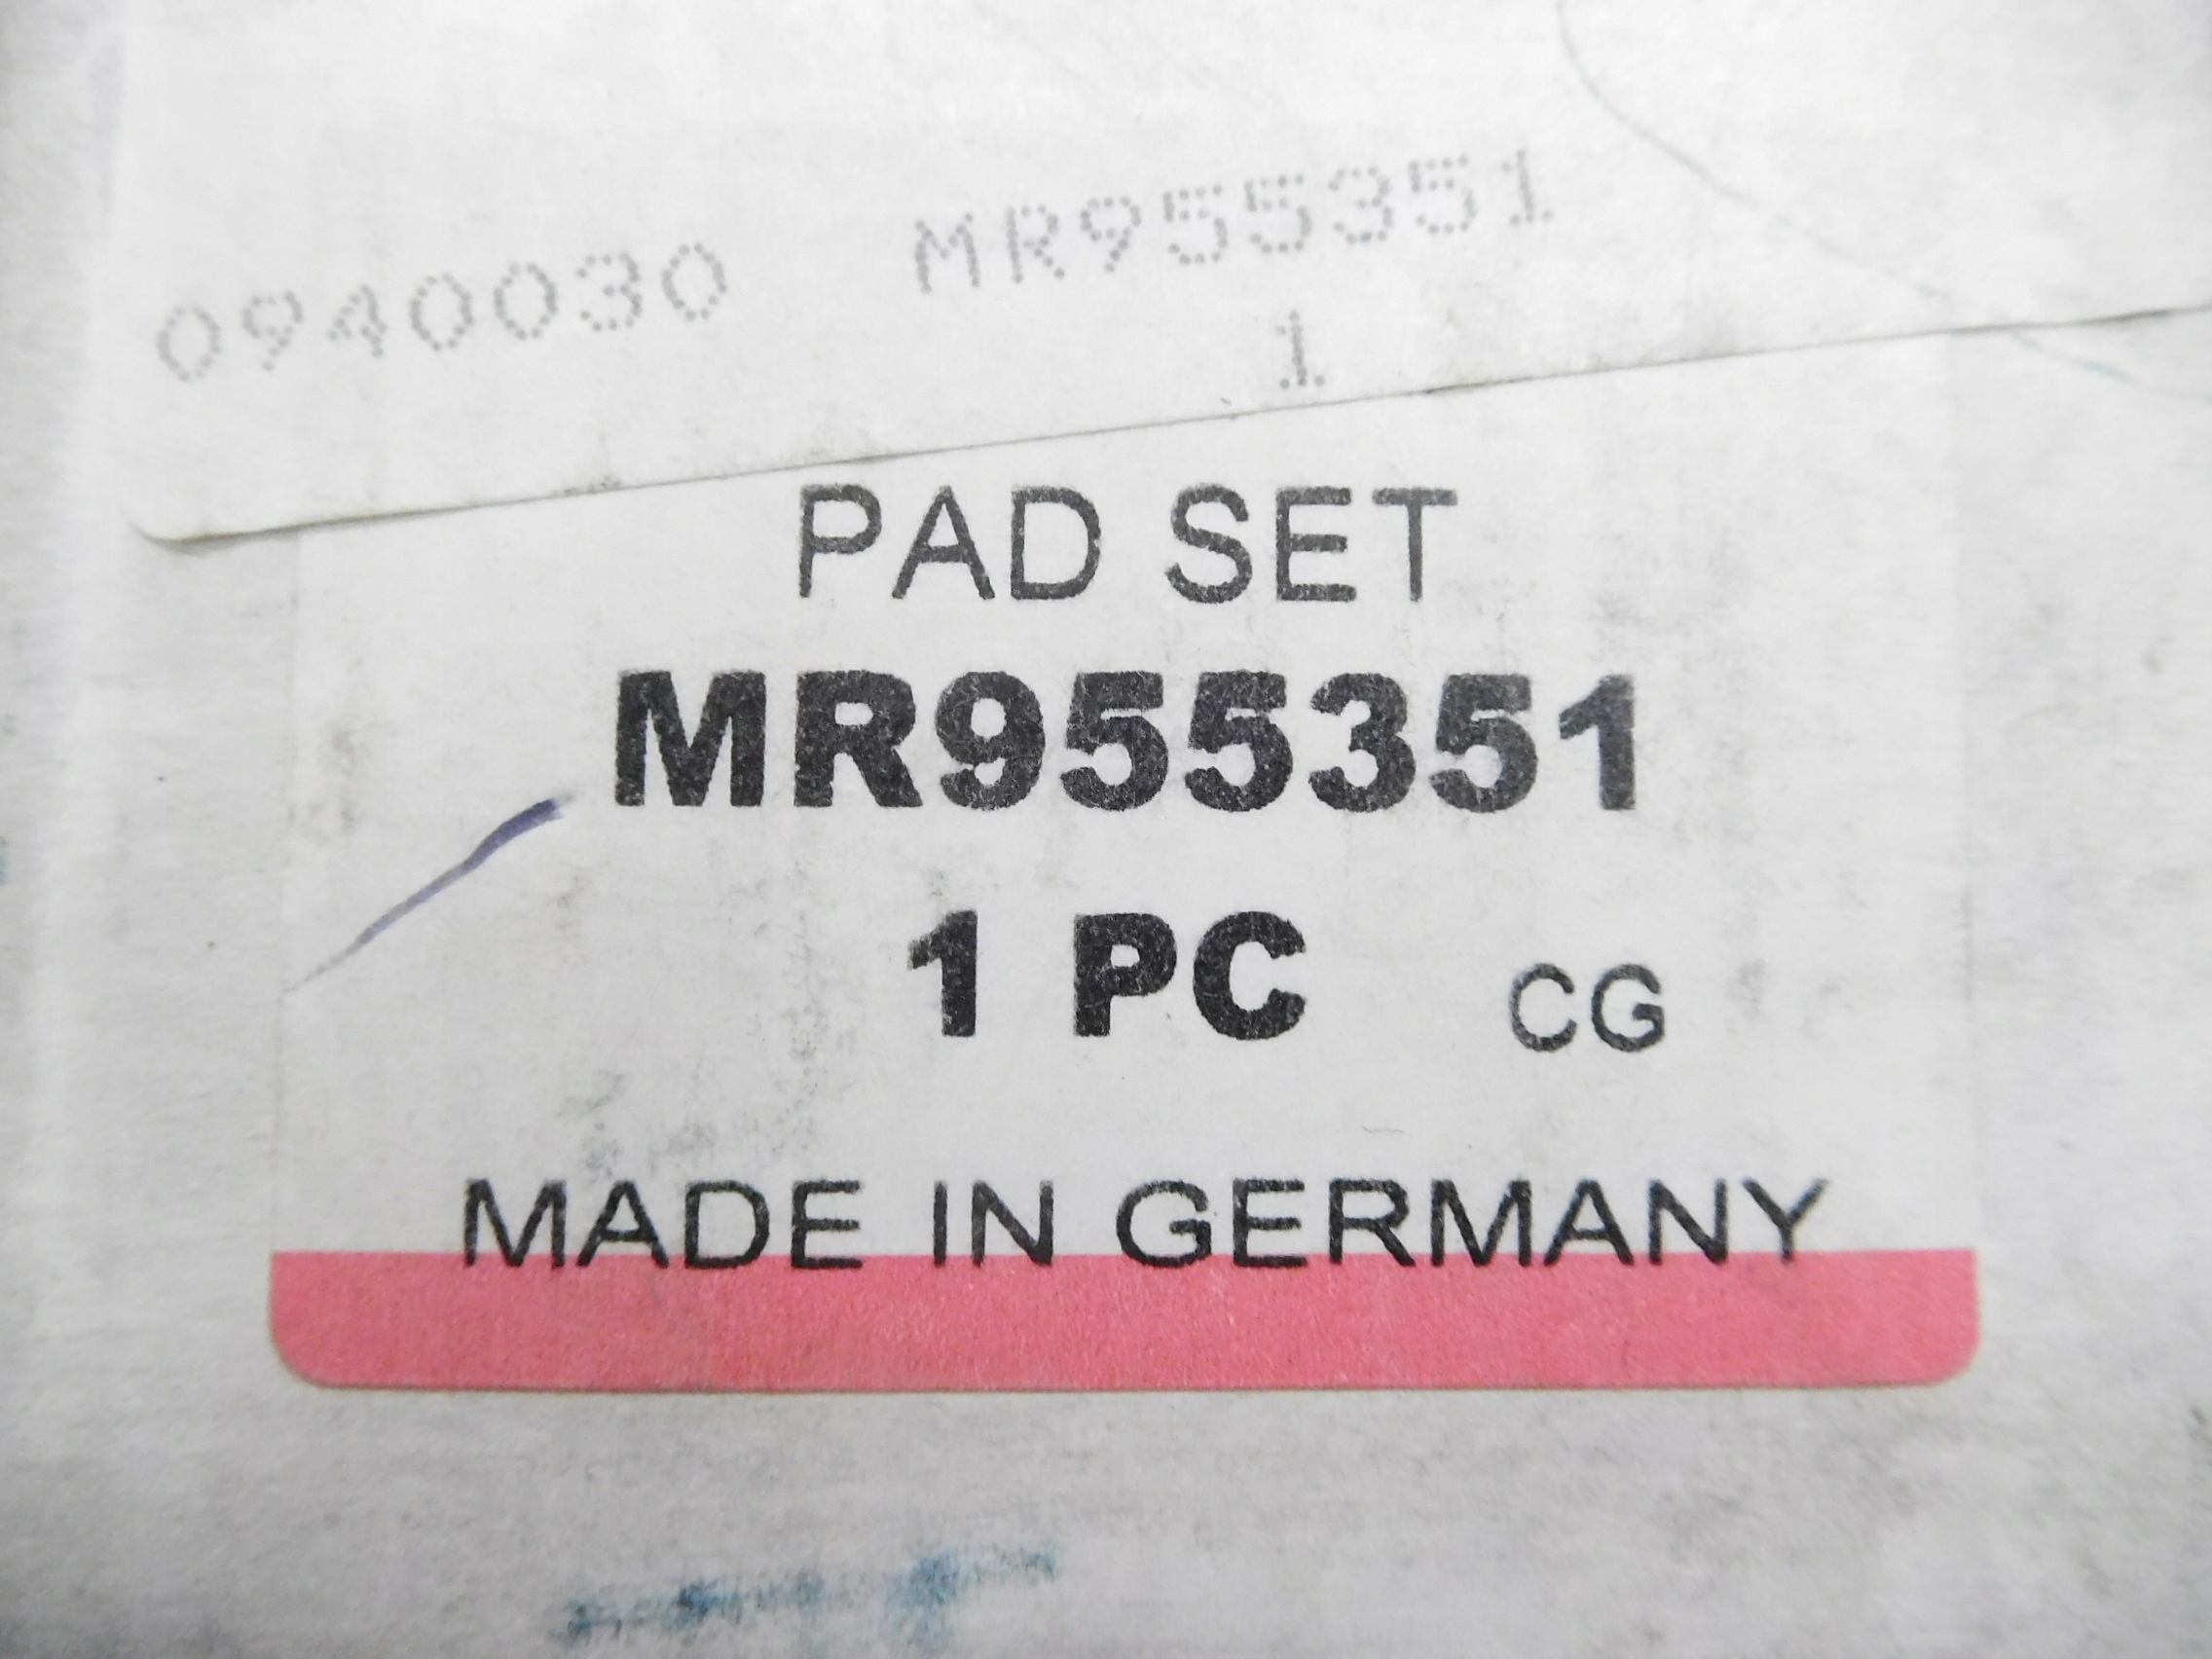 0940030 MR955351
1
PAD SET
MR955351
1 PC CG
MADE IN GERMANY